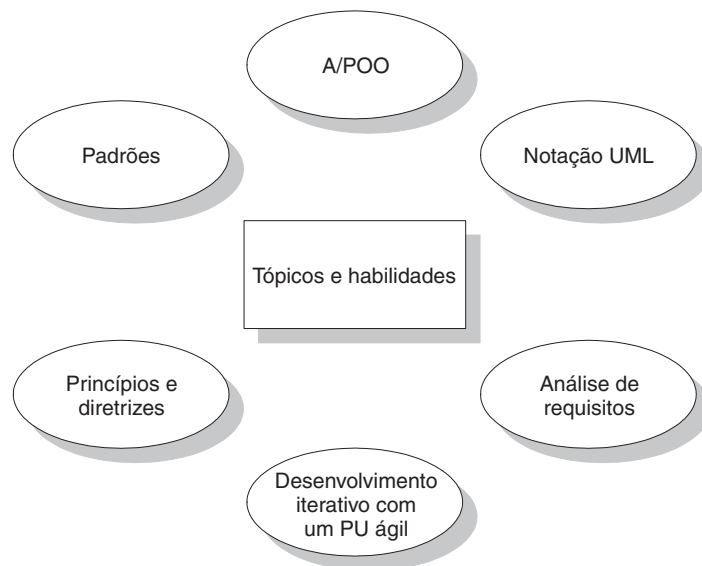 A/POO
Padrões
Notação UML
Tópicos e habilidades
Princípios e
diretrizes
Análise de
requisitos
Desenvolvimento
iterativo com
um PU ágil